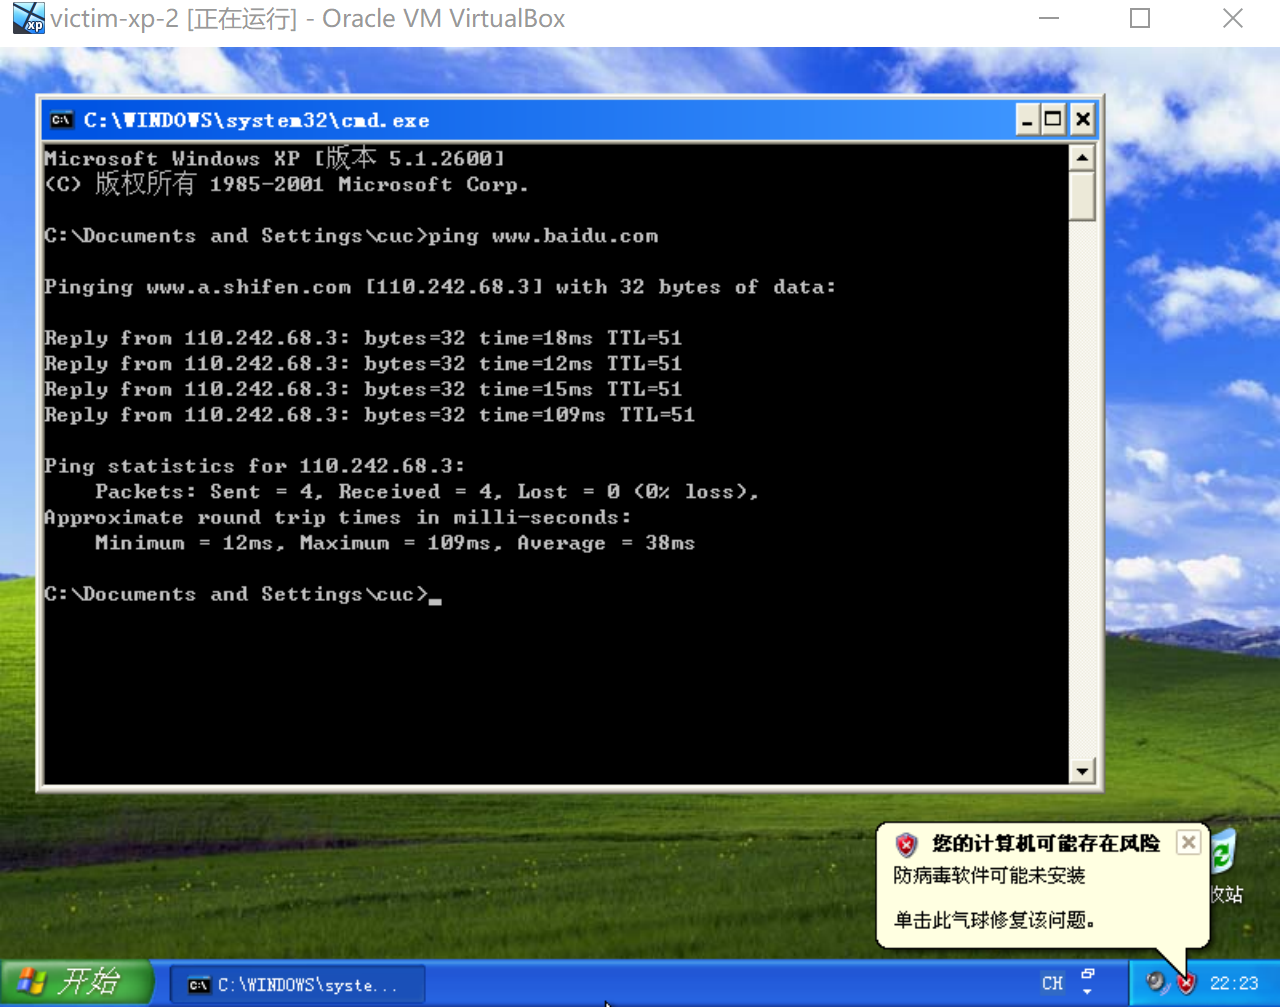 victim-xp-2 [正在运行] - Oracle VM VirtualBox
C:\WINDOWS\system32\cmd.exe
Microsoft Windows XP [版本 5.1.2600]
(C) 版权所有 1985-2001 Microsoft Corp.
C:\Documents and Settings\cuc>ping www.baidu.com
Pinging www.a.shifen.com [110.242.68.3] with 32 bytes of data:
Reply from 110.242.68.3: bytes=32 time=18ms TTL=51
Reply from 110.242.68.3: bytes=32 time=12ms TTL=51
Reply from 110.242.68.3: bytes=32 time=15ms TTL=51
Reply from 110.242.68.3: bytes=32 time=109ms TTL=51
Ping statistics for 110.242.68.3:
Packets: Sent = 4, Received = 4, Lost = 0 (0% loss),
Approximate round trip times in milli-seconds:
Minimum = 12ms, Maximum = 109ms, Average = 38ms
C:\Documents and Settings\cuc>
您的计算机可能存在风险
防病毒软件可能未安装
单击此气球修复该问题。
收站
开始
C:\WINDOWS\syste...
CH
22:23